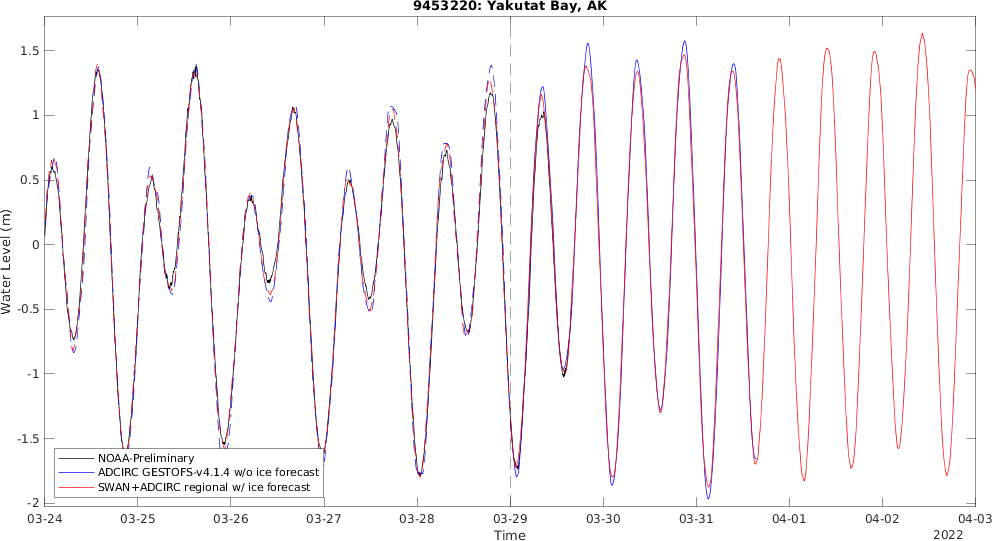 9453220: Yakutat Bay, AK
Water Level (m)
1.5
1
0.5
0
-0.5
-1
-1.5
-2
NOAA-Preliminary
ADCIRC GESTOFS-v4.1.4 w/o ice forecast
SWAN+ADCIRC regional w/ ice forecast
03-24 03-25 03-26 03-27 03-28 03-29 03-30 03-31 04-01 04-02 04-03
Time
2022